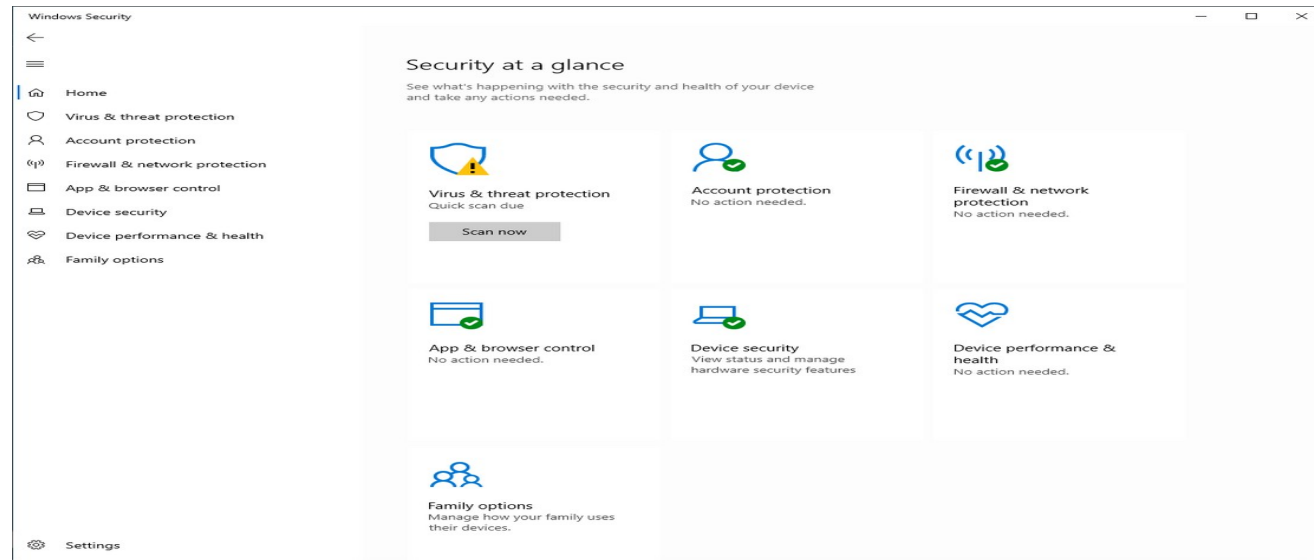 Windows Security
Home
Virus & threat protection
Account protection
Firewall & network protection
App & browser control
Device security
Device performance & health
Family options
Settings
Security at a glance
See what's happening with the security and health of your device
and take any actions needed.
Virus & threat protection
Quick scan due
Scan now
Account protection
No action needed.
Firewall & network
protection
No action needed.
App & browser control
No action needed.
Device security
View status and manage
hardware security features
Device performance &
health
No action needed.
Family options
Manage how your family uses
their devices.